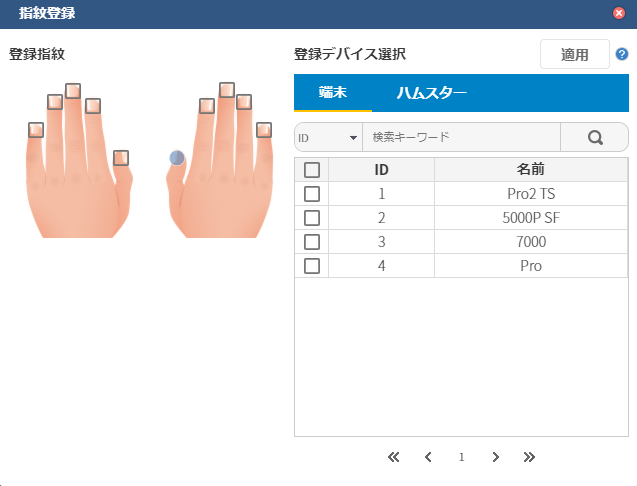 指紋登録
登録指紋
登録デバイス選択
適用
?
端末
ハムスター
ID
検索キーワード
ID 名前
1 Pro2 TS
2 5000P SF
3 7000
4 Pro
1